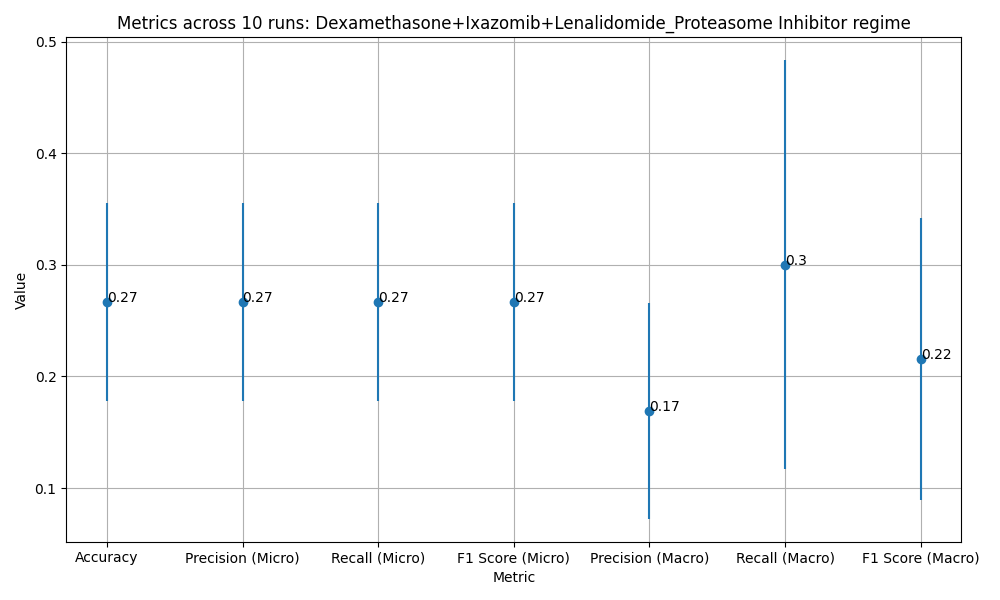 Metrics across 10 runs: Dexamethasone+Ixazomib+Lenalidomide_Proteasome Inhibitor regime
Value
0.5
0.4
0.3
0.2
0.1
0.27
0.27
0.27
0.27
0.17
0.3
0.22
Accuracy
Precision (Micro)
Recall (Micro)
F1 Score (Micro)
Precision (Macro)
Recall (Macro)
F1 Score (Macro)
Metric